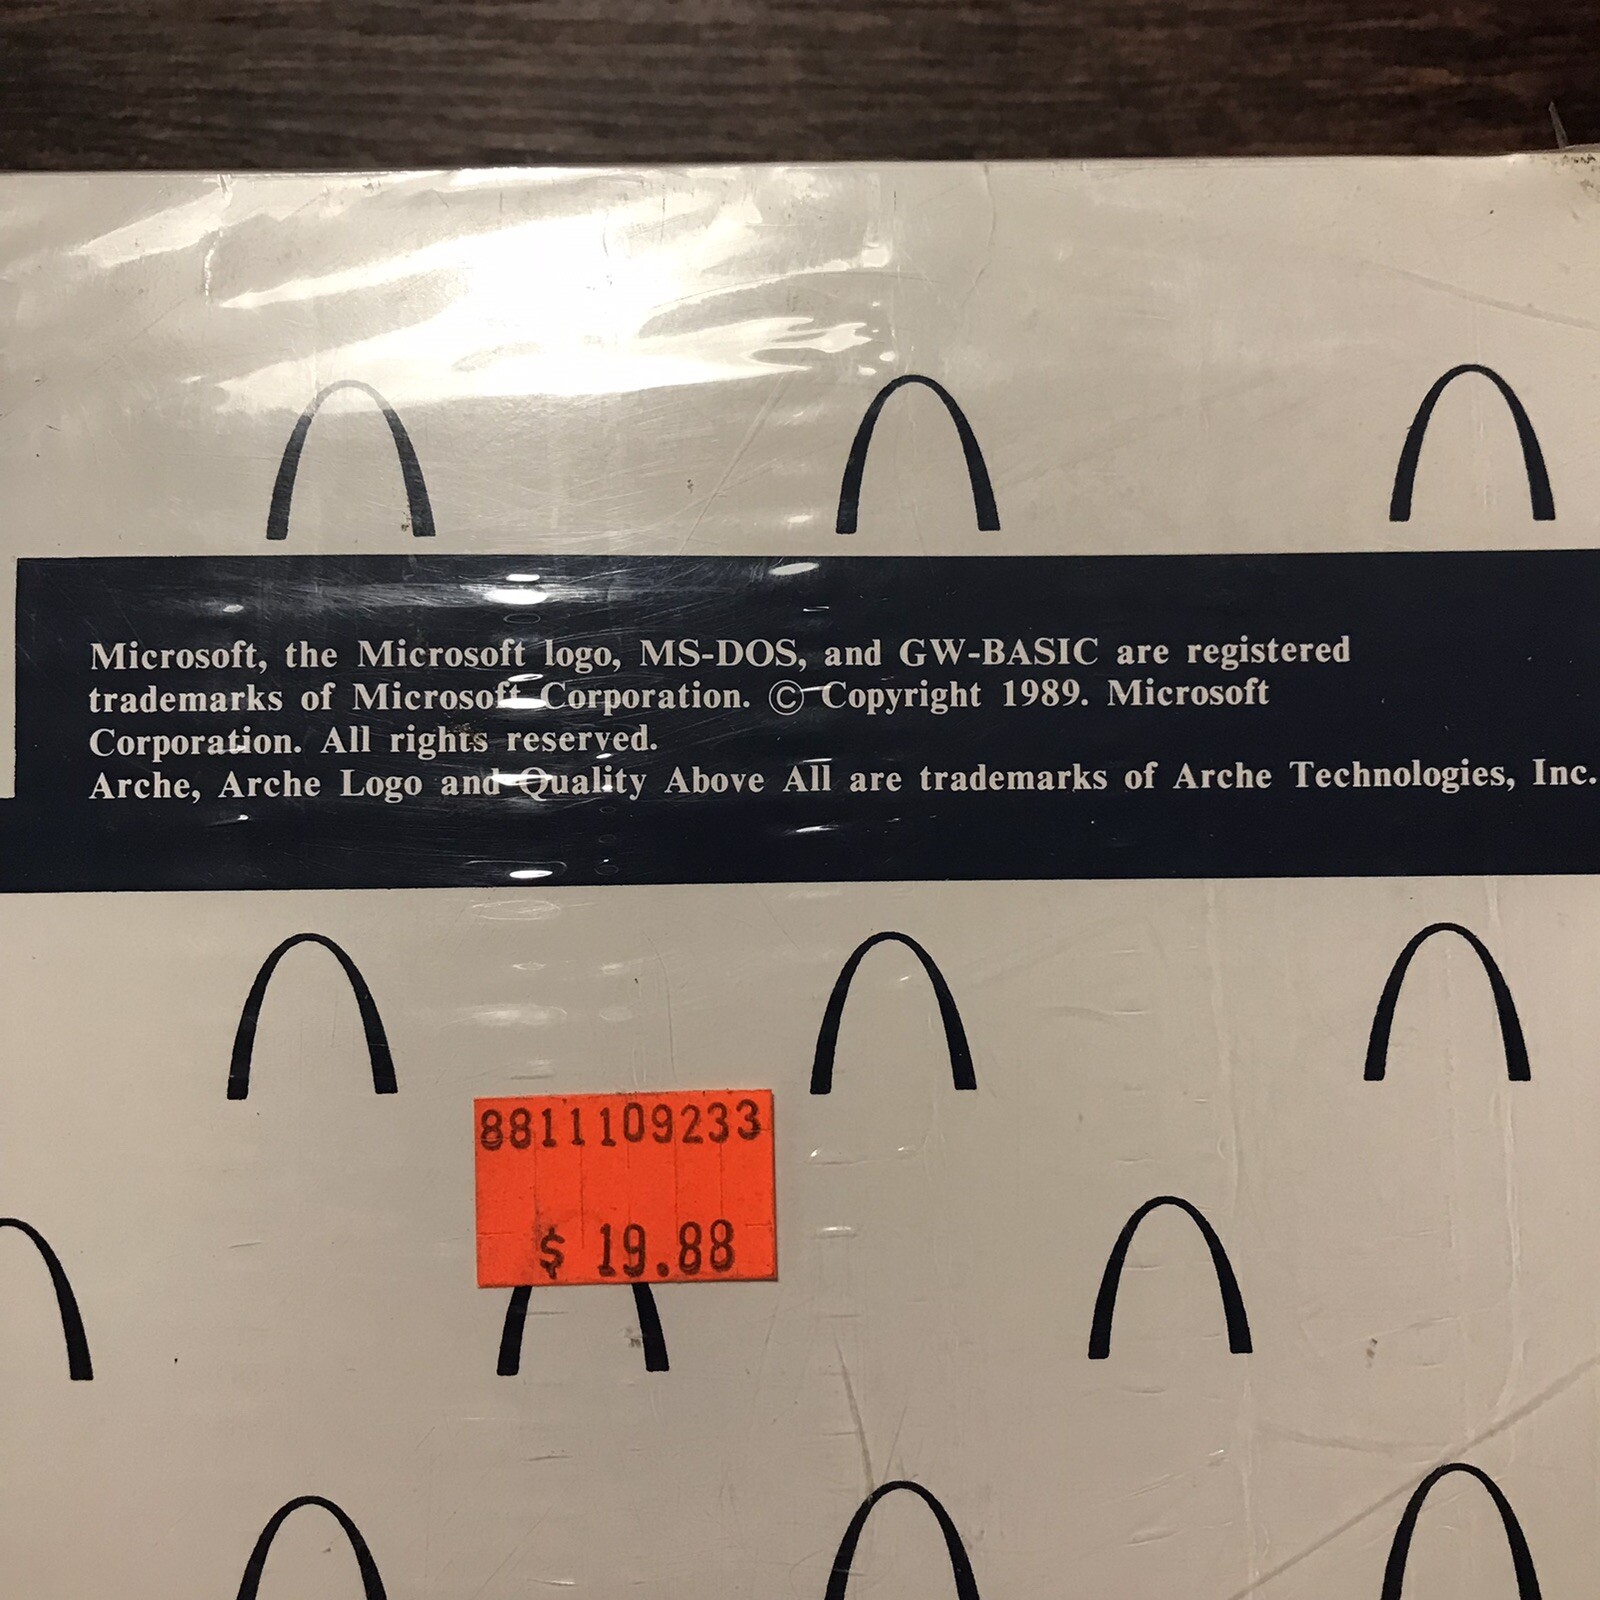 Microsoft, the Microsoft logo, MS-DOS, and GW-BASIC are registered
trademarks of Microsoft Corporation. © Copyright 1989. Microsoft
Corporation. All rights reserved.
Arche, Arche Logo and Quality Above All are trademarks of Arche Technologies, Inc.
8811109233
$ 19.88